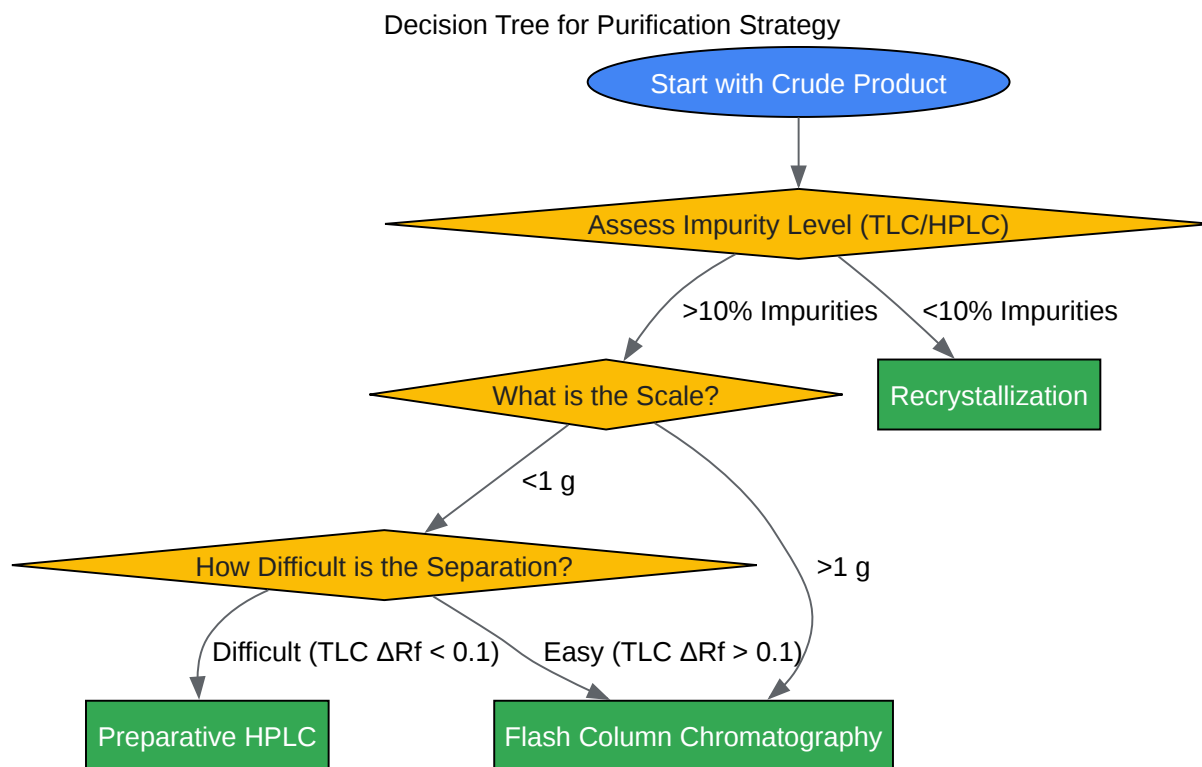 Decision Tree for Purification Strategy
Start with Crude Product
Assess Impurity Level (TLC/HPLC)
>10% Impurities
<10% Impurities
What is the Scale?
Recrystallization
<1 g
How Difficult is the Separation?
>1 g
Difficult (TLC ΔRf < 0.1)
Easy (TLC ΔRf > 0.1)
Preparative HPLC
Flash Column Chromatography